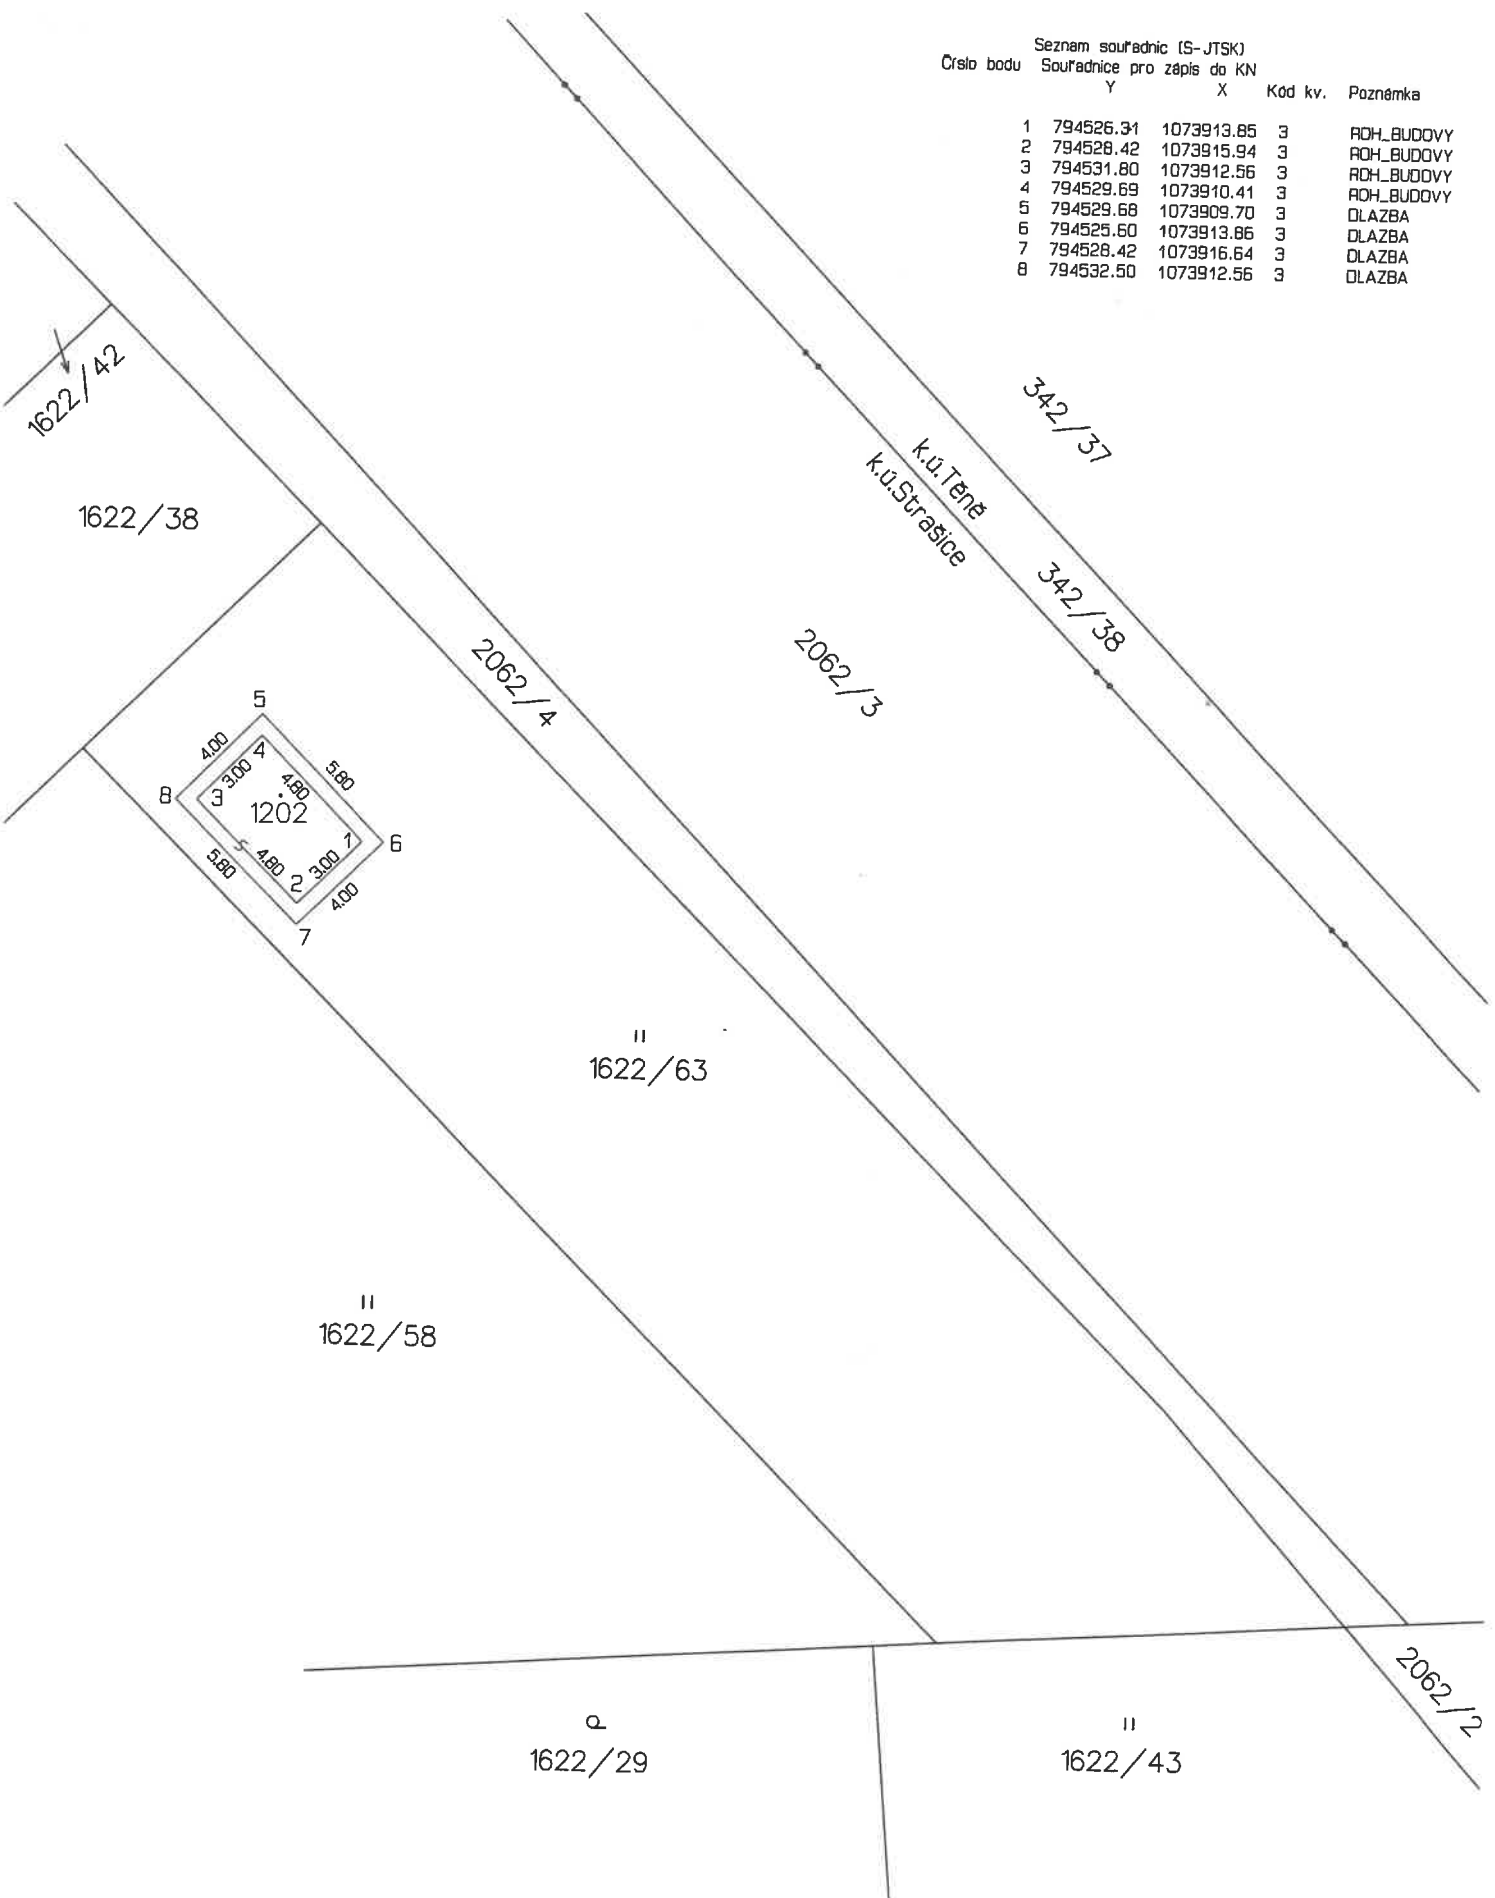 Seznam souřadnic (S-JTSK)
Číslo bodu Souřadnice pro zápis do KN
Y X Kód kv. Poznámka
1 794526.31 1073913.85 3 ROH_BUDOVY
2 794528.42 1073915.94 3 ROH_BUDOVY
3 794531.80 1073912.56 3 ROH_BUDOVY
4 794529.69 1073910.41 3 ROH_BUDOVY
5 794529.68 1073909.70 3 DLAZBA
6 794525.60 1073913.86 3 DLAZBA
7 794528.42 1073916.64 3 DLAZBA
8 794532.50 1073912.56 3 DLAZBA
1622/42
342/37
k.ú.Těně
k.ú.Strašice
1622/38
342/38
2062/4
2062/3
5
4.00
4
3.00
4.80
5.80
8
3
1202
1
6
5.80
4.80
3.00
2
4.00
7
1622/63
1622/58
2062/2
1622/29
1622/43